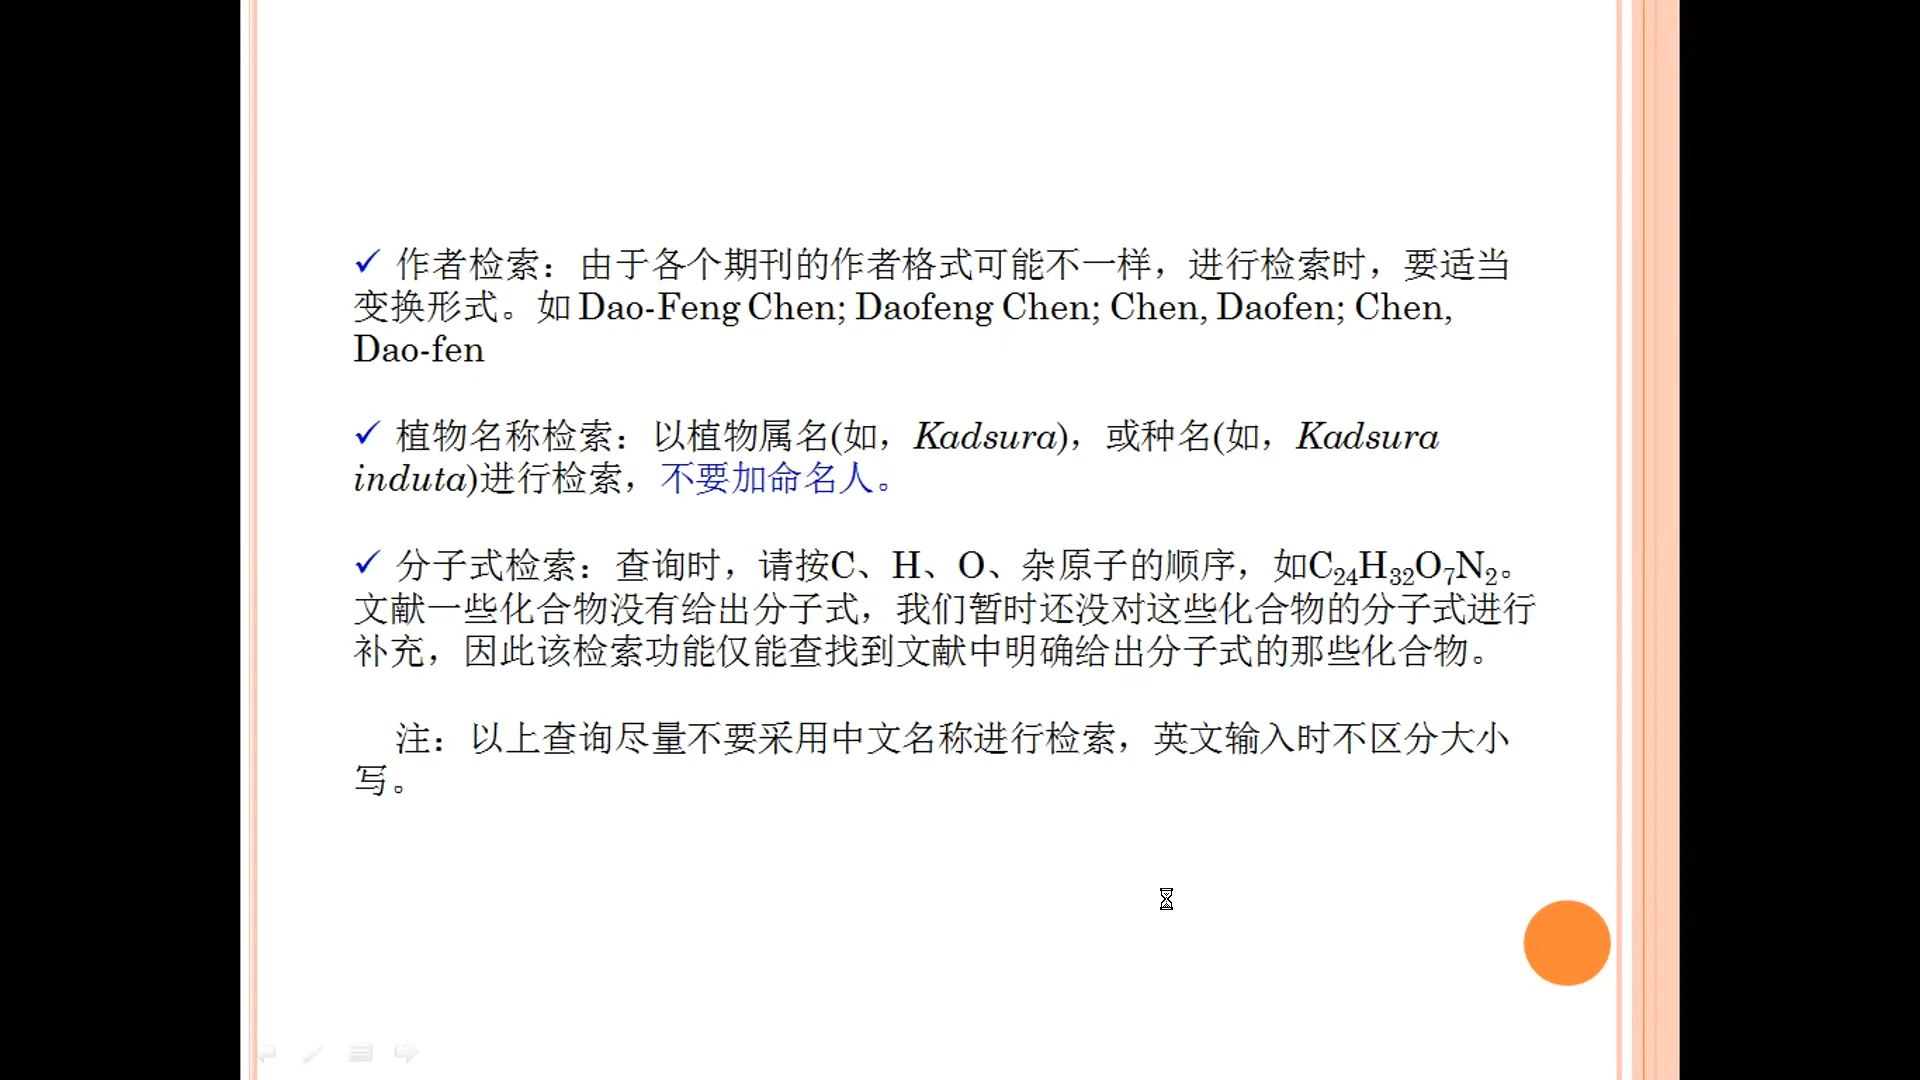 ✓ 作者检索：由于各个期刊的作者格式可能不一样，进行检索时，要适当
变换形式。如 Dao-Feng Chen; Daofeng Chen; Chen, Daofen; Chen,
Dao-fen
✓ 植物名称检索：以植物属名(如，Kadsura)，或种名(如，Kadsura
induta)进行检索，不要加命名人。
✓ 分子式检索：查询时，请按C、H、O、杂原子的顺序，如C₂₄H₃₂O₇N₂。
文献一些化合物没有给出分子式，我们暂时还没对这些化合物的分子式进行
补充，因此该检索功能仅能查找到文献中明确给出分子式的那些化合物。
注：以上查询尽量不要采用中文名称进行检索，英文输入时不区分大小
写。